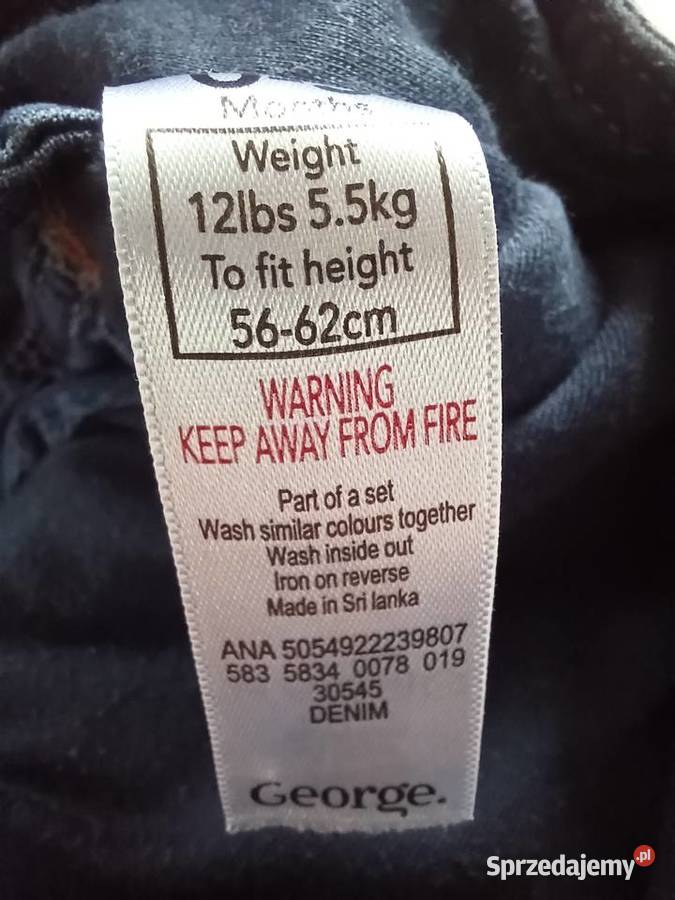 Months
Weight
12lbs 5.5kg
To fit height
56-62cm
WARNING
KEEP AWAY FROM FIRE
Part of a set
Wash similar colours together
Wash inside out
Iron on reverse
Made in Sri lanka
ANA 5054922239807
583 5834 0078 019
30545
DENIM
George.
Sprzedajemy.pl